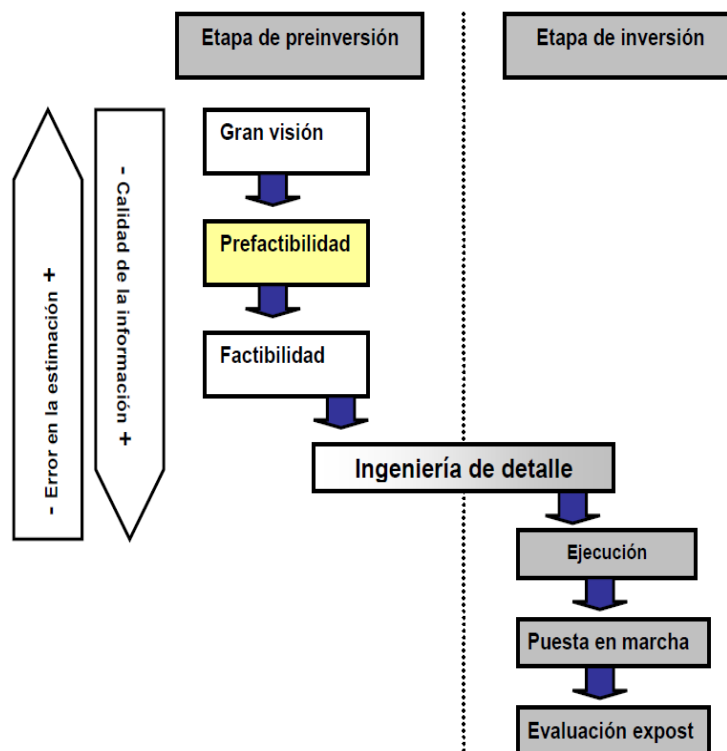 Etapa de preinversión
Etapa de inversión
- Error en la estimación +
- Calidad de la información +
Gran visión
Prefactibilidad
Factibilidad
Ingeniería de detalle
Ejecución
Puesta en marcha
Evaluación expost